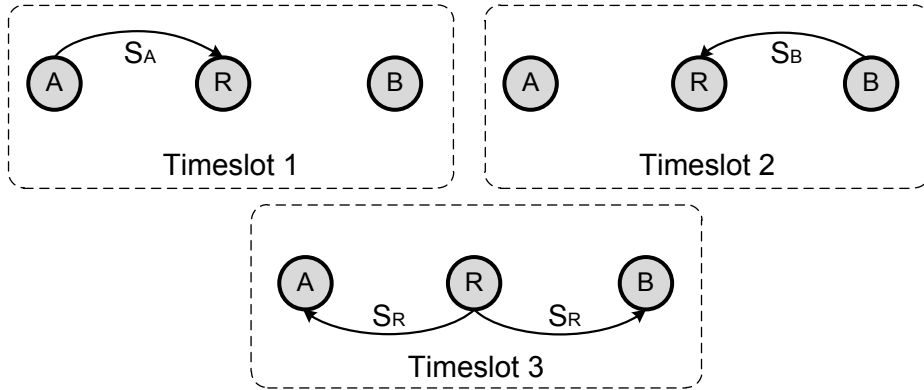 SA
A R B
Timeslot 1
SB
A R B
Timeslot 2
A R B
SR SR
Timeslot 3